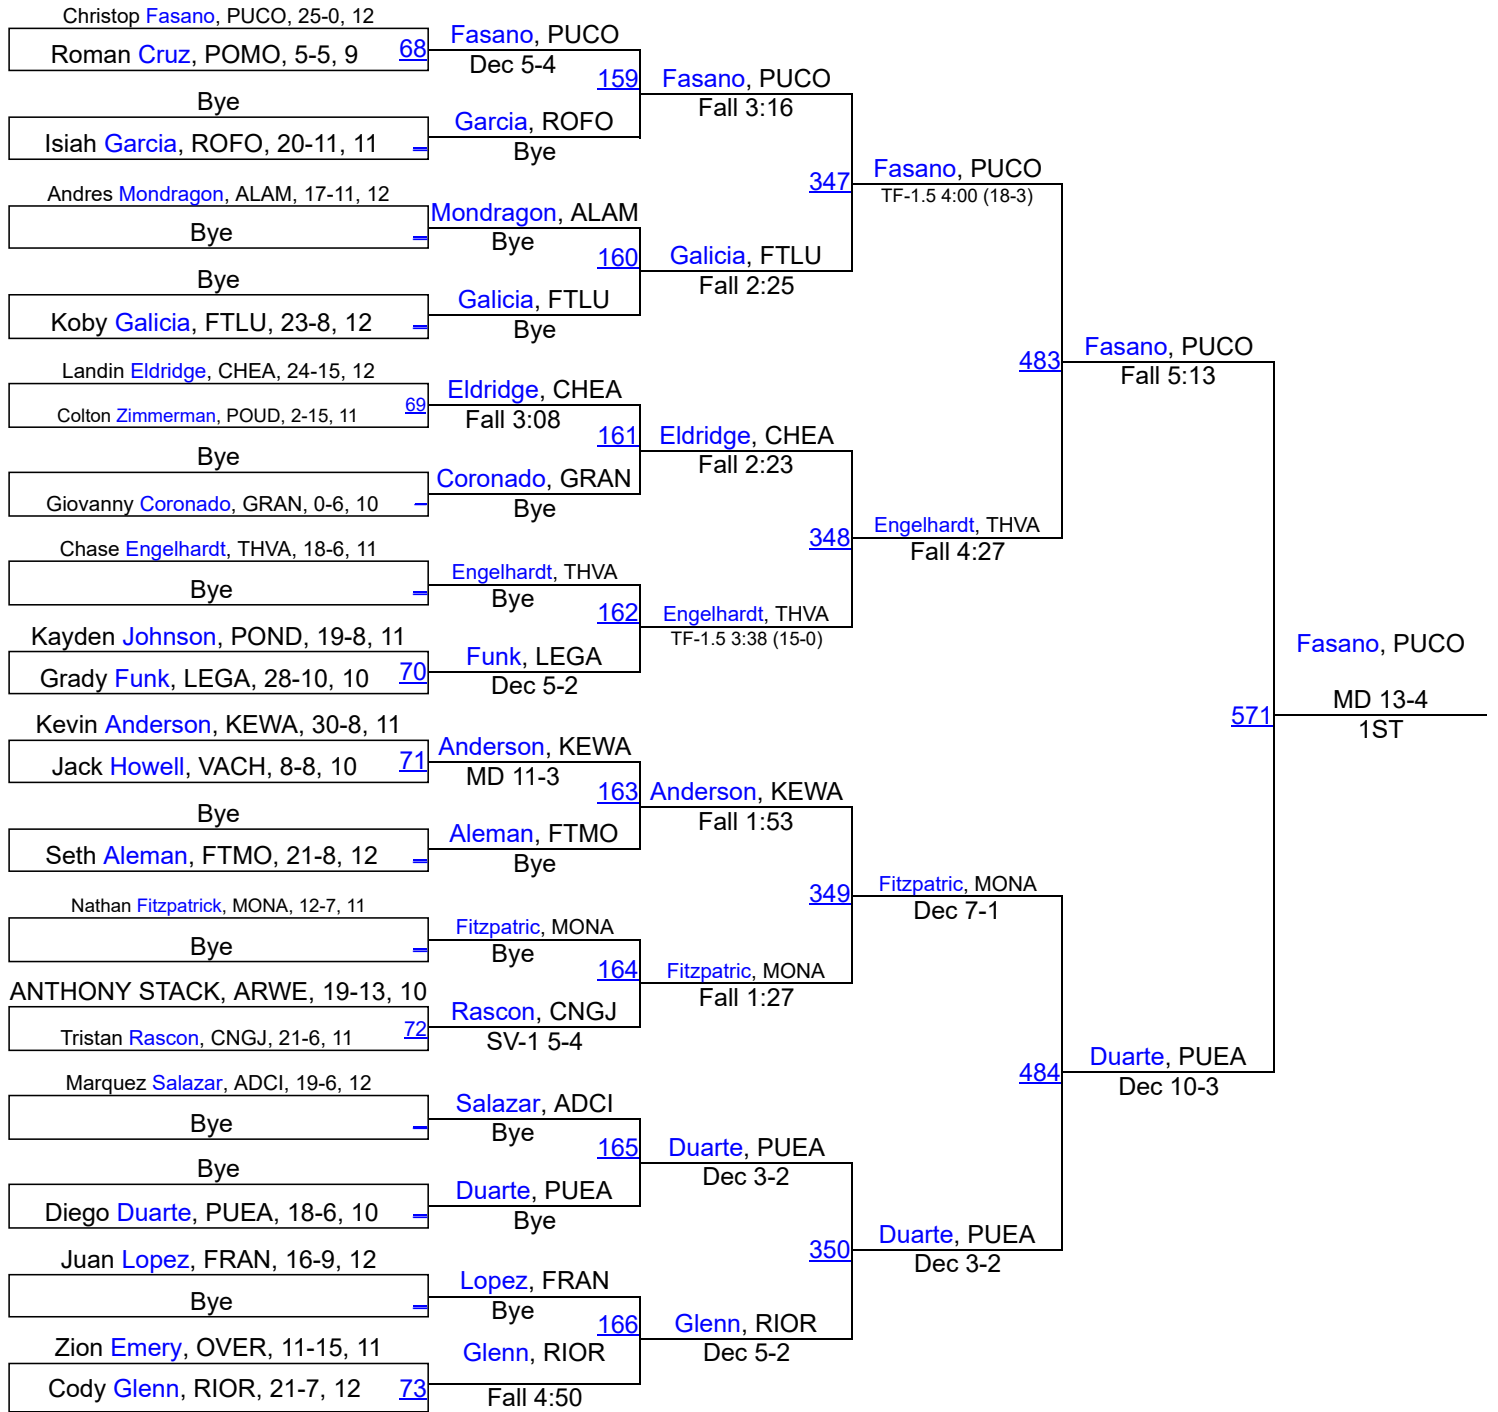 Christop Fasano, PUCO, 25-0, 12
Roman Cruz, POMO, 5-5, 9
68
Bye
Isiah Garcia, ROFO, 20-11, 11
Andres Mondragon, ALAM, 17-11, 12
Bye
Bye
Koby Galicia, FTLU, 23-8, 12
Landin Eldridge, CHEA, 24-15, 12
Colton Zimmerman, POUD, 2-15, 11
69
Bye
Giovanny Coronado, GRAN, 0-6, 10
Chase Engelhardt, THVA, 18-6, 11
Bye
Kayden Johnson, POND, 19-8, 11
Grady Funk, LEGA, 28-10, 10
70
Kevin Anderson, KEWA, 30-8, 11
Jack Howell, VACH, 8-8, 10
71
Bye
Seth Aleman, FTMO, 21-8, 12
Nathan Fitzpatrick, MONA, 12-7, 11
Bye
ANTHONY STACK, ARWE, 19-13, 10
Tristan Rascon, CNGJ, 21-6, 11
72
Marquez Salazar, ADCI, 19-6, 12
Bye
Bye
Diego Duarte, PUEA, 18-6, 10
Juan Lopez, FRAN, 16-9, 12
Bye
Zion Emery, OVER, 11-15, 11
Cody Glenn, RIOR, 21-7, 12
73
Fasano, PUCO
Dec 5-4
159
Garcia, ROFO
Bye
Mondragon, ALAM
Bye
160
Galicia, FTLU
Bye
Eldridge, CHEA
Fall 3:08
161
Coronado, GRAN
Bye
Engelhardt, THVA
Bye
162
Funk, LEGA
Dec 5-2
Anderson, KEWA
MD 11-3
163
Aleman, FTMO
Bye
Fitzpatric, MONA
Bye
164
Rascon, CNGJ
SV-1 5-4
Salazar, ADCI
Bye
165
Duarte, PUEA
Bye
Lopez, FRAN
Bye
166
Glenn, RIOR
Fall 4:50
Fasano, PUCO
Fall 3:16
347
Galicia, FTLU
Fall 2:25
Eldridge, CHEA
Fall 2:23
348
Engelhardt, THVA
TF-1.5 3:38 (15-0)
Anderson, KEWA
Fall 1:53
349
Fitzpatric, MONA
Fall 1:27
Duarte, PUEA
Dec 3-2
350
Glenn, RIOR
Dec 5-2
Fasano, PUCO
TF-1.5 4:00 (18-3)
483
Engelhardt, THVA
Fall 4:27
Fitzpatric, MONA
Dec 7-1
484
Duarte, PUEA
Dec 3-2
Fasano, PUCO
Fall 5:13
571
Duarte, PUEA
Dec 10-3
Fasano, PUCO
MD 13-4
1ST